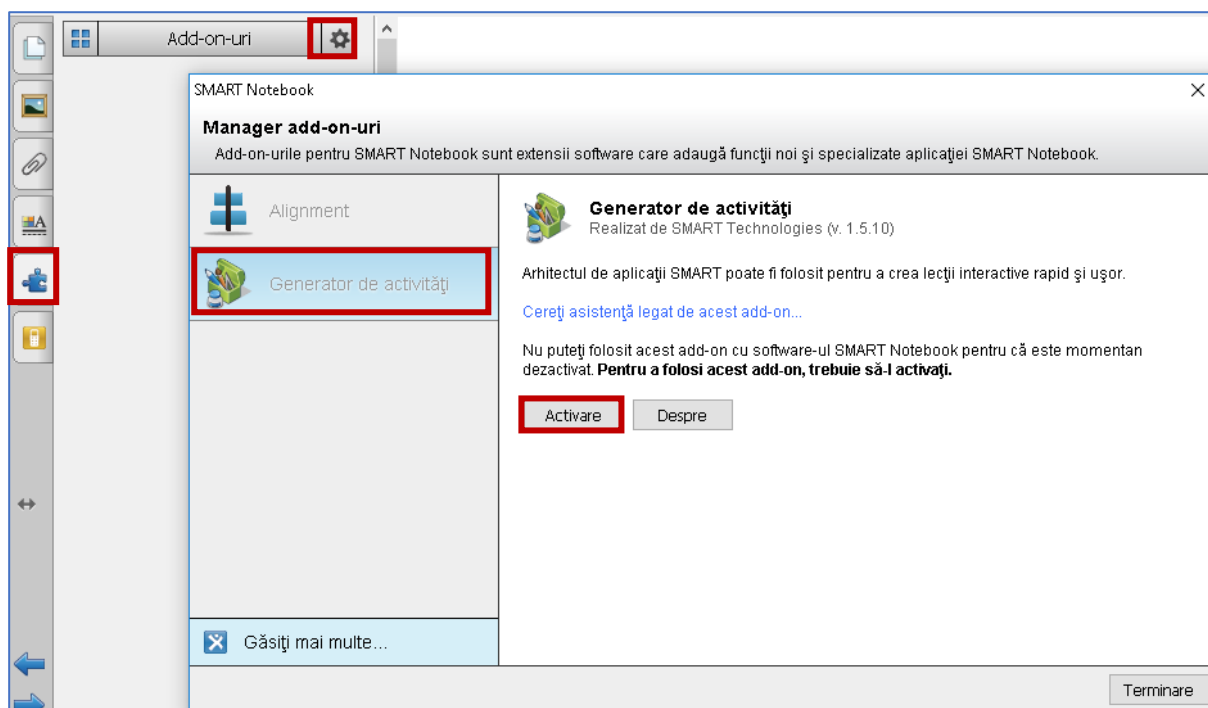 Add-on-uri
SMART Notebook
Manager add-on-uri
Add-on-urile pentru SMART Notebook sunt extensii software care adaugă funcţii noi şi specializate aplicaţiei SMART Notebook.
Alignment
Generator de activităţi
Găsiţi mai multe...
Generator de activităţi
Realizat de SMART Technologies (v. 1.5.10)
Arhitectul de aplicaţii SMART poate fi folosit pentru a crea lecţii interactive rapid şi uşor.
Cereţi asistenţă legat de acest add-on...
Nu puteţi folosit acest add-on cu software-ul SMART Notebook pentru că este momentan
dezactivat. Pentru a folosi acest add-on, trebuie să-l activaţi.
Activare
Despre
Terminare